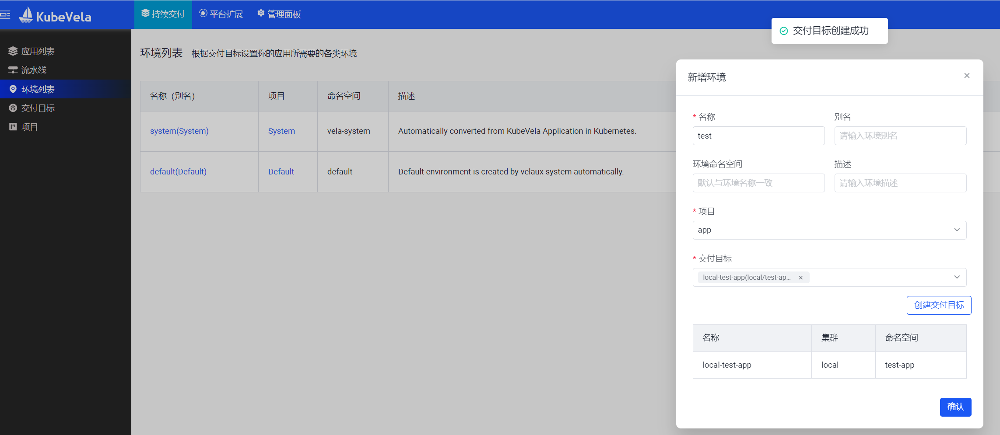 KubeVela
持续交付
平台扩展
管理面板
交付目标创建成功
应用列表
流水线
环境列表
交付目标
项目
环境列表 根据交付目标设置你的应用所需要的各类环境
名称（别名） 项目 命名空间 描述
system(System) System vela-system Automatically converted from KubeVela Application in Kubernetes.
default(Default) Default default Default environment is created by velaux system automatically.
新增环境
* 名称 别名
test 请输入环境别名
环境命名空间 描述
默认与环境名称一致 请输入环境描述
* 项目
app
* 交付目标
local-test-app(local/test-ap...
创建交付目标
名称 集群 命名空间
local-test-app local test-app
确认